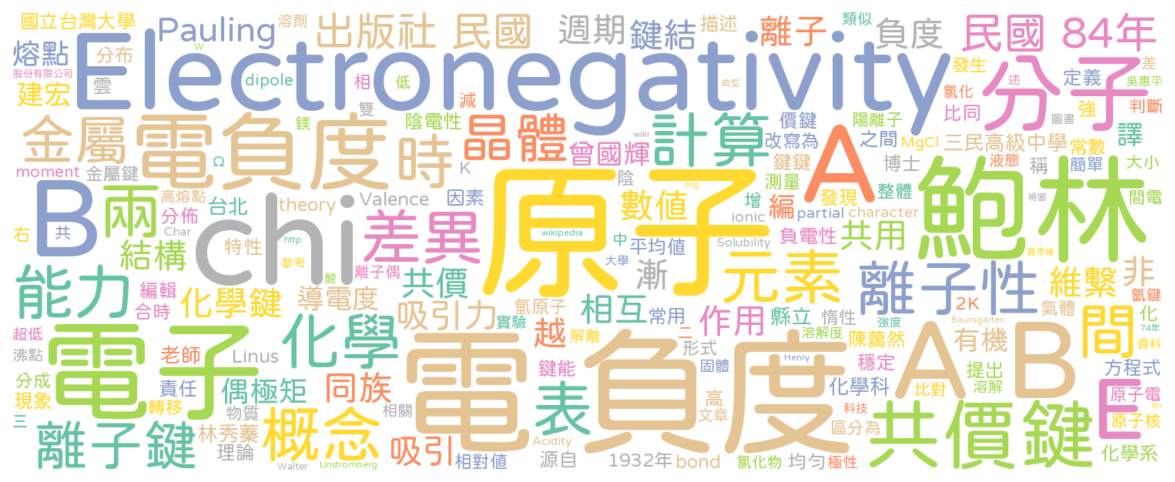 國立台灣大學 Pauling 溶劑 出版社 民國 週期 鍵結 描述 離子 類似 負度 民國 84年
熔點 分布 W 發生 定義 差
股份有限公司 雲 Electronegativity dipole 相 低 典型 述 強 吳惠平
建宏 雙 減 氯化 分子 判斷
金屬 電負度 時 陰電性 晶體 wiki 計算 改寫為 價鍵 陽離子 之間 比同 圖書
鎂 曾國輝 A MgCl 三民高級中學 譯
moment 金屬鍵 Ω K 陰 鍵鍵 博士 液態 常數 簡單
B 兩 高熔點 Valence 因素 原子 org 數值 測量 編 發現 稱 大小
共 分佈 台北 chi theory 差異 增 整體 鮑林 間電
右 結構 Char 特性 http wikipedia 中 平均值 ionic partial character 曉園
能力 參考 酸 離子偶 大學 漸 Solubility 負電性 共用 離子性 維繫 非
編輯 化學鍵 導電度 共價 元素 氫鍵
合時 吸引力 氫原子 相互 常用 作用 縣立 惰性 2K 氣體 化
超低 電子 化學 實驗 越 二 解離 溶解度 強度 Baumgarten 間 74年
沸點 老師 Linus 形式 陳藹然 有機 資料
分成 責任 偶極矩 同族 電負度 鍵能 固體 Henry 穩定 A B 提出 方程式
現象 轉移 表 化學科 比對 溶解 E 原子電
三 物質 相關 概念 高 文章 科技 共價鍵 en 原子核
離子鍵 林秀蓁 吸引 Acidity 區分為
理論 Walter Linstromberg 相對值 源自 1932年 bond 氯化物 均勻 極性 化學系